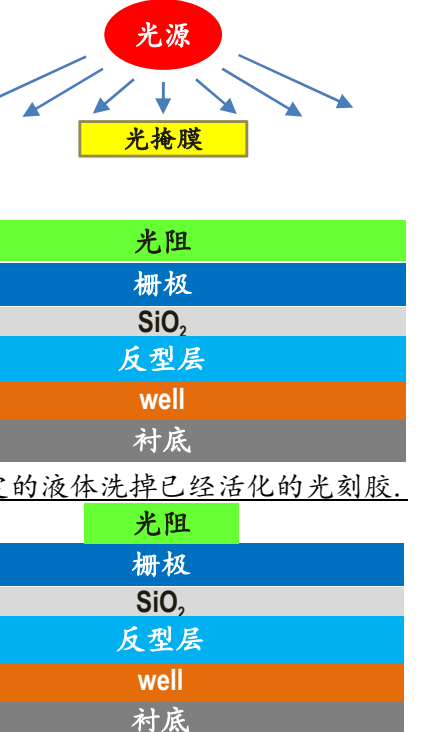 光源
光掩膜
光阻
栅极
SiO₂
反型层
well
衬底
的液体洗掉已经活化的光刻胶.
光阻
栅极
SiO₂
反型层
well
衬底